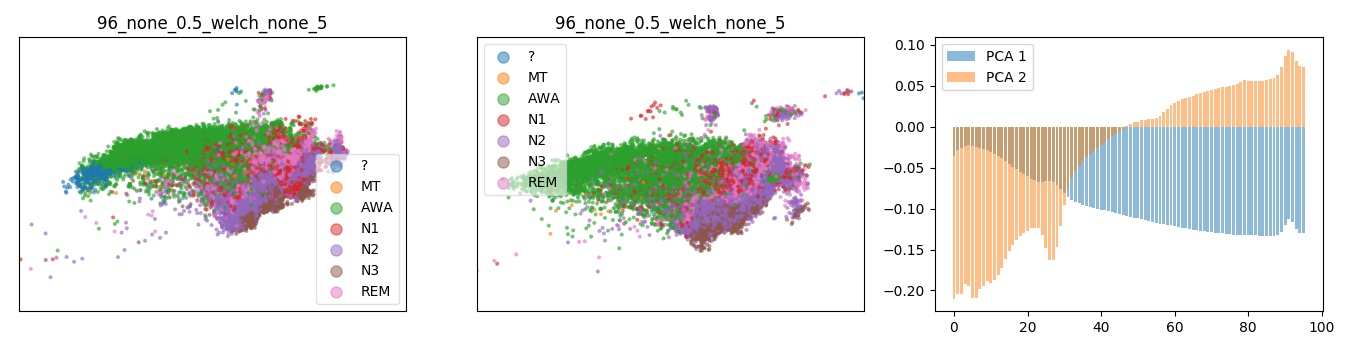 96_none_0.5_welch_none_5
?
MT
AWA
N1
N2
N3
REM
96_none_0.5_welch_none_5
?
MT
AWA
N1
N2
N3
REM
PCA 1
PCA 2
0.10
0.05
0.00
−0.05
−0.10
−0.15
−0.20
0
20
40
60
80
100